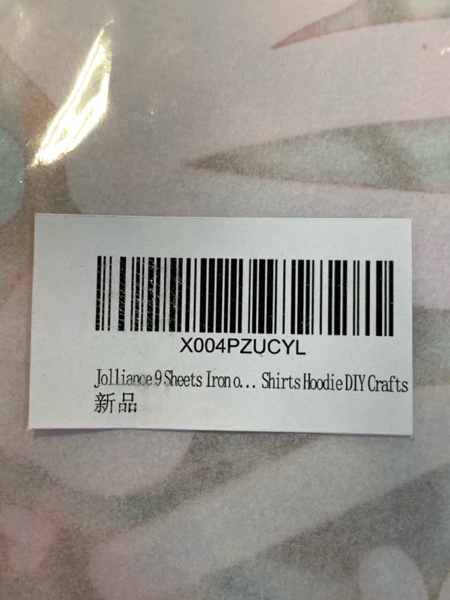 X004PZUCYL
Jolliance 9 Sheets Iron o... Shirts Hoodie DIY Crafts
新品